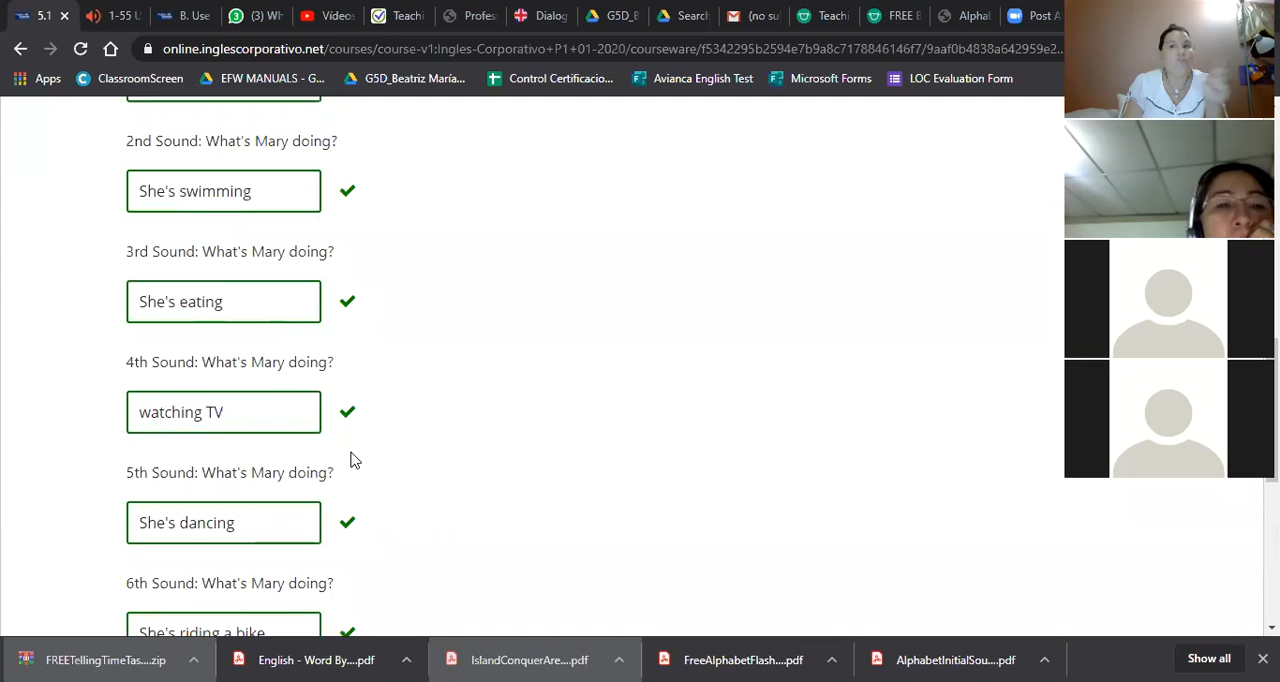 5.1
1-55 U
B. Use
(3) Wh
Vídeos
Teachi
Profes
Dialog
G5D_B
Search
(no su
Teachi
FREE B
Alphal
Post A
online.inglescorporativo.net/courses/course-v1:Ingles-Corporativo+P1+01-2020/courseware/f5342295b2594e7b9a8c7178846146f7/9aaf0b4838a642959e2...
Apps
ClassroomScreen
EFW MANUALS - G...
G5D_Beatriz María...
Control Certificacio...
Avianca English Test
Microsoft Forms
LOC Evaluation Form
2nd Sound: What's Mary doing?
She's swimming
3rd Sound: What's Mary doing?
She's eating
4th Sound: What's Mary doing?
watching TV
5th Sound: What's Mary doing?
She's dancing
6th Sound: What's Mary doing?
She's riding a bike
FREETellingTimeTas....zip
English - Word By....pdf
IslandConquerAre....pdf
FreeAlphabetFlash....pdf
AlphabetInitialSou....pdf
Show all